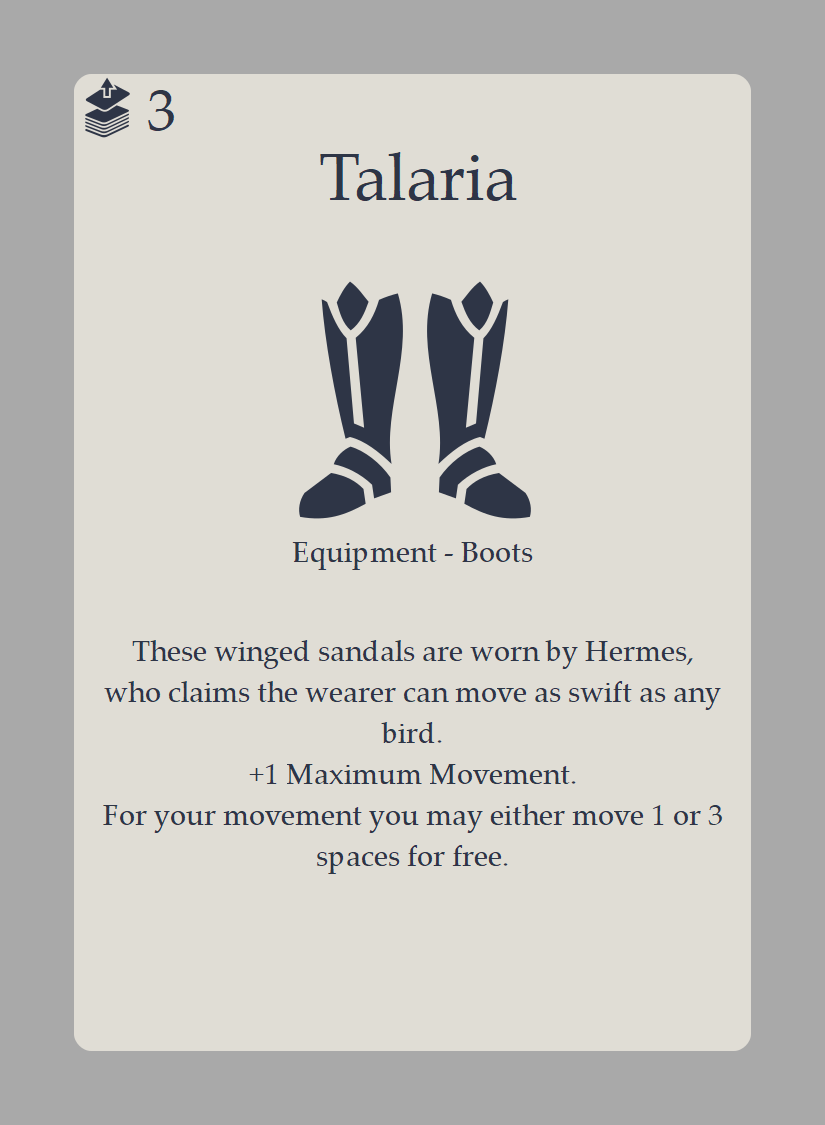 3
Talaria
Equipment - Boots
These winged sandals are worn by Hermes,
who claims the wearer can move as swift as any
bird.
+1 Maximum Movement.
For your movement you may either move 1 or 3
spaces for free.